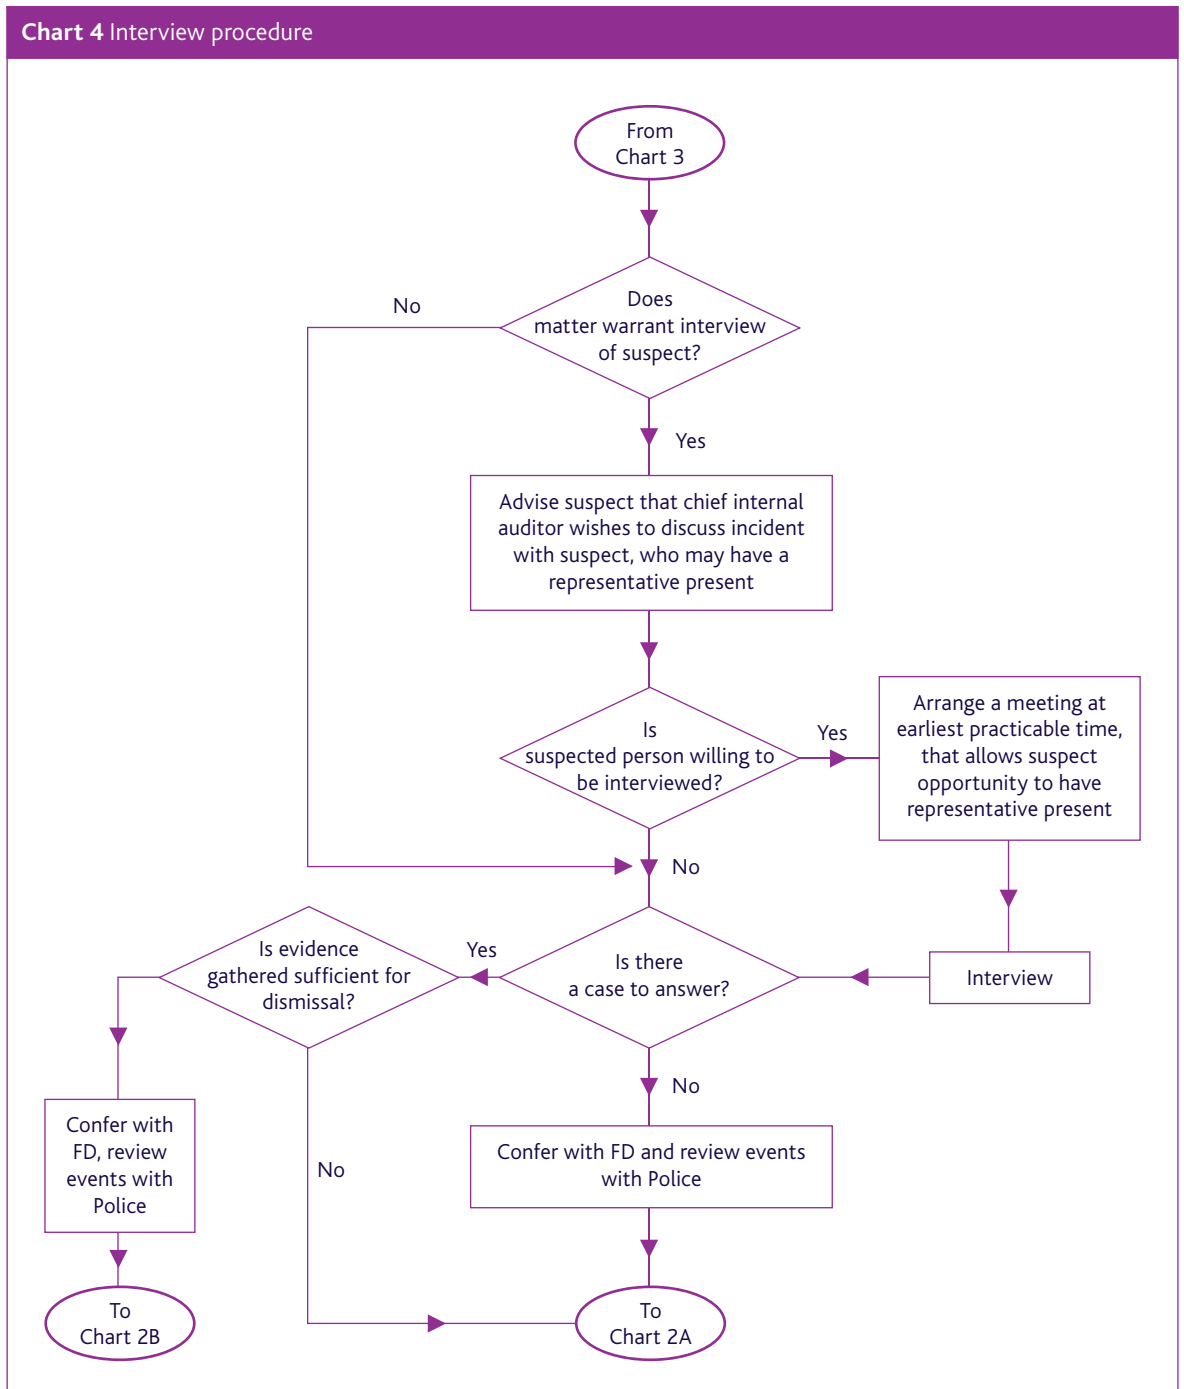 Chart 4 Interview procedure
From
Chart 3
Does
matter warrant interview
of suspect?
No
Yes
Advise suspect that chief internal
auditor wishes to discuss incident
with suspect, who may have a
representative present
Is
suspected person willing to
be interviewed?
Yes
Arrange a meeting at
earliest practicable time,
that allows suspect
opportunity to have
representative present
No
Interview
Is there
a case to answer?
Yes
Is evidence
gathered sufficient for
dismissal?
No
Confer with FD and review events
with Police
Confer with
FD, review
events with
Police
No
To
Chart 2B
To
Chart 2A